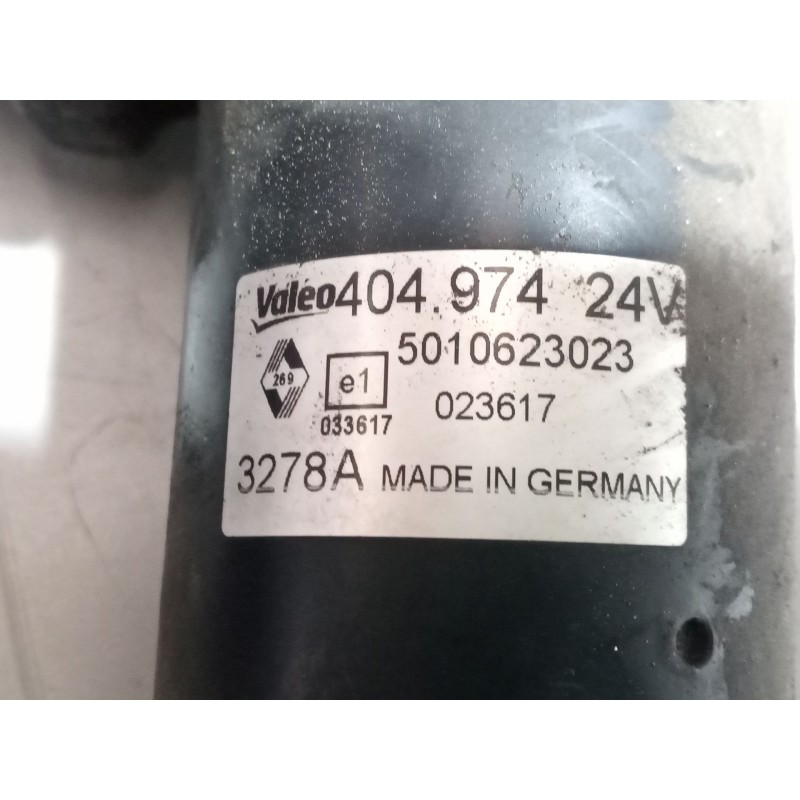 Valeo 404.974 24V
5010623023
269 e1 023617
033617
3278A MADE IN GERMANY